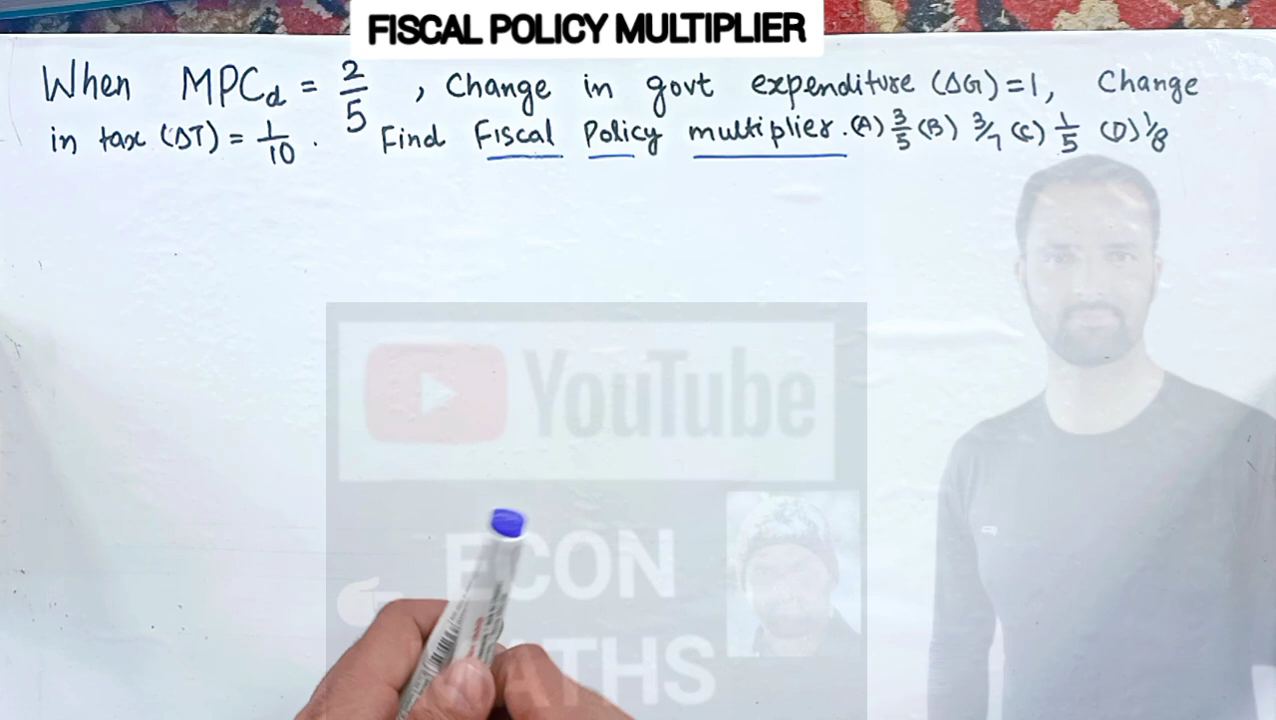 FISCAL POLICY MULTIPLIER
When MPCd = 2/5 , Change in govt expenditure (ΔG)=1, Change
in tax (ΔT) = 1/10 . Find Fiscal Policy multiplier. (A) 3/5 (B) 3/7 (C) 1/5 (D) 1/8
YouTube
ECON
MATHS